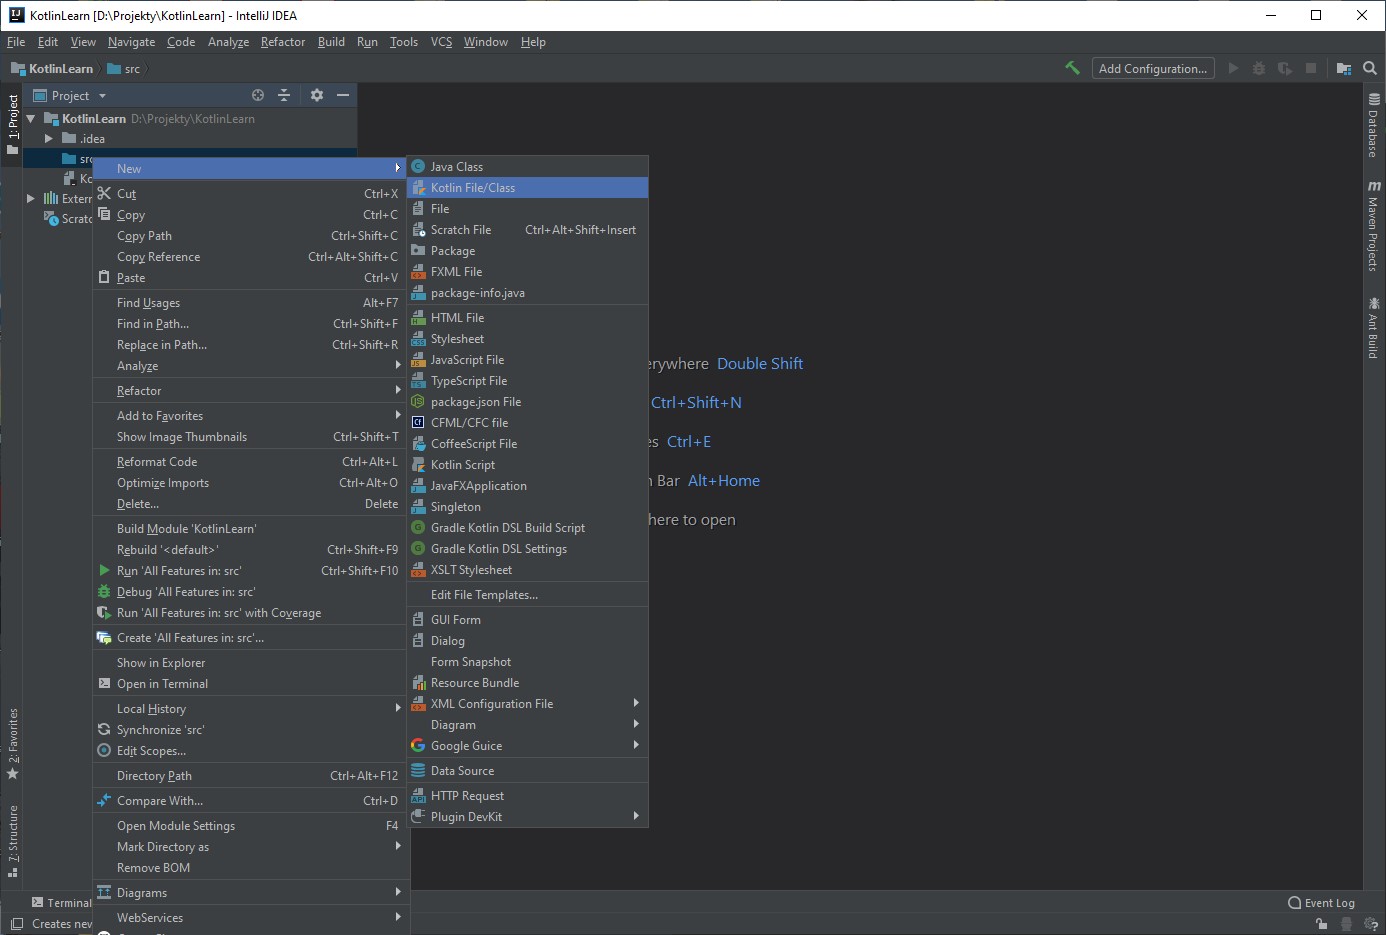 KotlinLearn [D:\Projekty\KotlinLearn] - IntelliJ IDEA
File Edit View Navigate Code Analyze Refactor Build Run Tools VCS Window Help
KotlinLearn src Add Configuration...
1: Project
Project
KotlinLearn D:\Projekty\KotlinLearn
.idea
src
Ko
Extern
Scratc
New
Cut Ctrl+X
Copy Ctrl+C
Copy Path Ctrl+Shift+C
Copy Reference Ctrl+Alt+Shift+C
Paste Ctrl+V
Find Usages Alt+F7
Find in Path... Ctrl+Shift+F
Replace in Path... Ctrl+Shift+R
Analyze
Refactor
Add to Favorites
Show Image Thumbnails Ctrl+Shift+T
Reformat Code Ctrl+Alt+L
Optimize Imports Ctrl+Alt+O
Delete... Delete
Build Module 'KotlinLearn'
Rebuild '<default>' Ctrl+Shift+F9
Run 'All Features in: src' Ctrl+Shift+F10
Debug 'All Features in: src'
Run 'All Features in: src' with Coverage
Create 'All Features in: src'...
Show in Explorer
Open in Terminal
Local History
Synchronize 'src'
Edit Scopes...
Directory Path Ctrl+Alt+F12
Compare With... Ctrl+D
Open Module Settings F4
Mark Directory as
Remove BOM
Diagrams
WebServices
Java Class
Kotlin File/Class
File
Scratch File Ctrl+Alt+Shift+Insert
Package
FXML File
package-info.java
HTML File
Stylesheet
JavaScript File
TypeScript File
package.json File
CFML/CFC file
CoffeeScript File
Kotlin Script
JavaFXApplication
Singleton
Gradle Kotlin DSL Build Script
Gradle Kotlin DSL Settings
XSLT Stylesheet
Edit File Templates...
GUI Form
Dialog
Form Snapshot
Resource Bundle
XML Configuration File
Diagram
Google Guice
Data Source
HTTP Request
Plugin DevKit
erywhere Double Shift
Ctrl+Shift+N
es Ctrl+E
n Bar Alt+Home
here to open
Database
Maven Projects
Ant Build
2: Favorites
7: Structure
Terminal
Event Log
Creates new